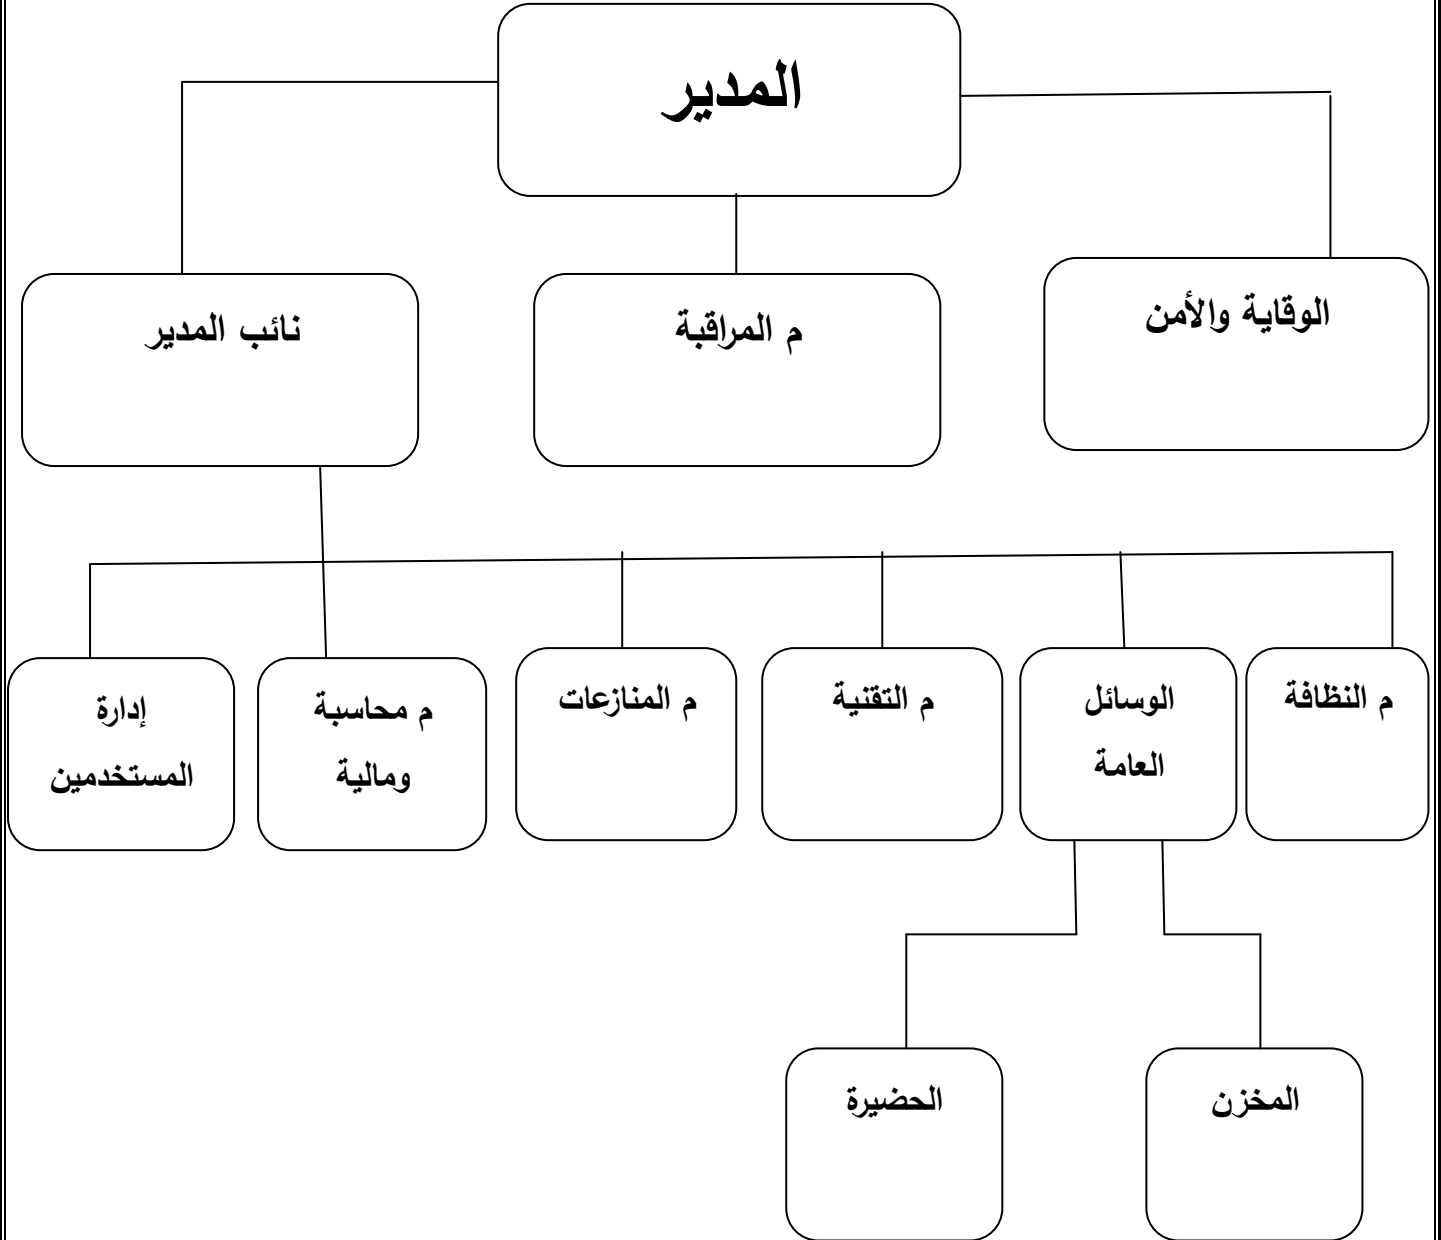 المدير
الوقاية والأمن
م المراقبة
نائب المدير
م النظافة
الوسائل
العامة
م التقنية
م المنازعات
م محاسبة
ومالية
إدارة
المستخدمين
المخزن
الحضيرة